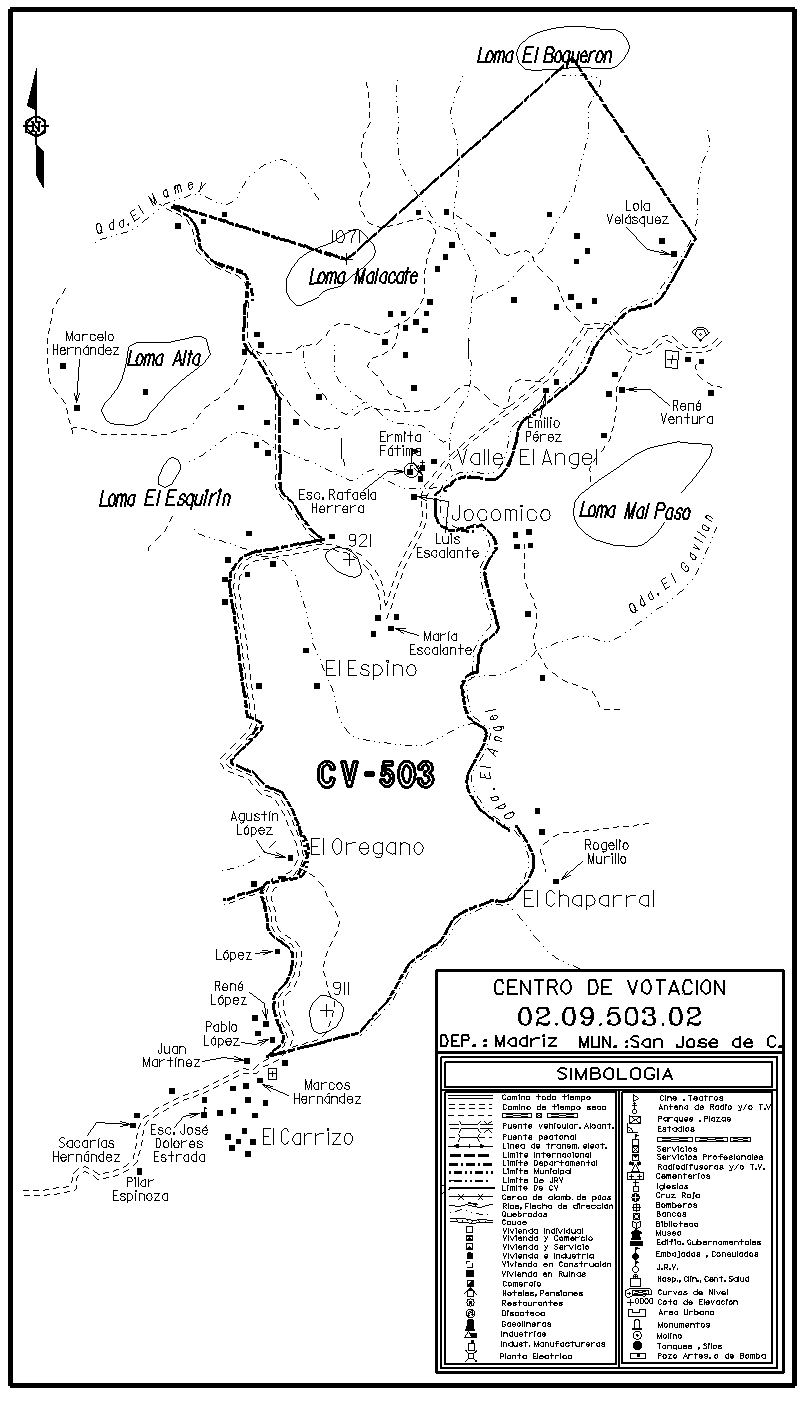 Loma El Boqueron
N
Qda. El Mamey
Lola
Velásquez
1071
Loma Malacate
Marcelo
Hernández
Loma Alta
René
Ventura
Emilio
Pérez
Ermita
Fátima
Valle El Angel
Loma El Esquirin
Esc. Rafaela
Herrera
Jocomico
Loma Mal Paso
921
Luis
Escalante
Qda. El Gavilan
María
Escalante
El Espino
Qda. El Angel
CV-503
Agustín
López
El Oregano
Rogelio
Murillo
El Chaparral
López
René
López
911
Pablo
López
Juan
Martínez
Marcos
Hernández
Sacarías
Hernández
Esc. José
Dolores
Estrada
El Carrizo
Pilar
Espinoza
CENTRO DE VOTACION
02.09.503.02
DEP.: Madriz MUN.:San Jose de C.
SIMBOLOGIA
Camino todo tiempo
Camino de tiempo seco
Puente vehicular. Alcant.
Puente peatonal
Linea de transm. elect.
Limite Internacional
Limite Departamental
Limite Municipal
Limite De JRV
Limite De CV
Cerca de alamb. de púas
Rios, Flecha de dirección
Quebradas
Cauce
Vivienda Individual
Vivienda y Comercio
Vivienda y Servicio
Vivienda e Industria
Vivienda en Construción
Vivienda en Ruinas
Comercio
Hoteles, Pensiones
Restaurantes
Discoteca
Gasolineras
Industrias
Indust. Manufactureras
Planta Electrica
Cine . Teatros
Antena de Radio y/o T.V
Parques . Plazas
Estadios
Servicios
Servicios Profesionales
Radiodifusoras y/o T.V.
Cementerios
Iglesias
Cruz Roja
Bomberos
Bancos
Biblioteca
Museo
Edific. Gubernamentales
Embajadas , Consulados
J.R.V.
Hosp., Clin., Cent. Salud
Curvas de Nivel
Cota de Elevación
Area Urbana
Monumentos
Molino
Tanques , Silos
Pozo Artes. o de Bomba